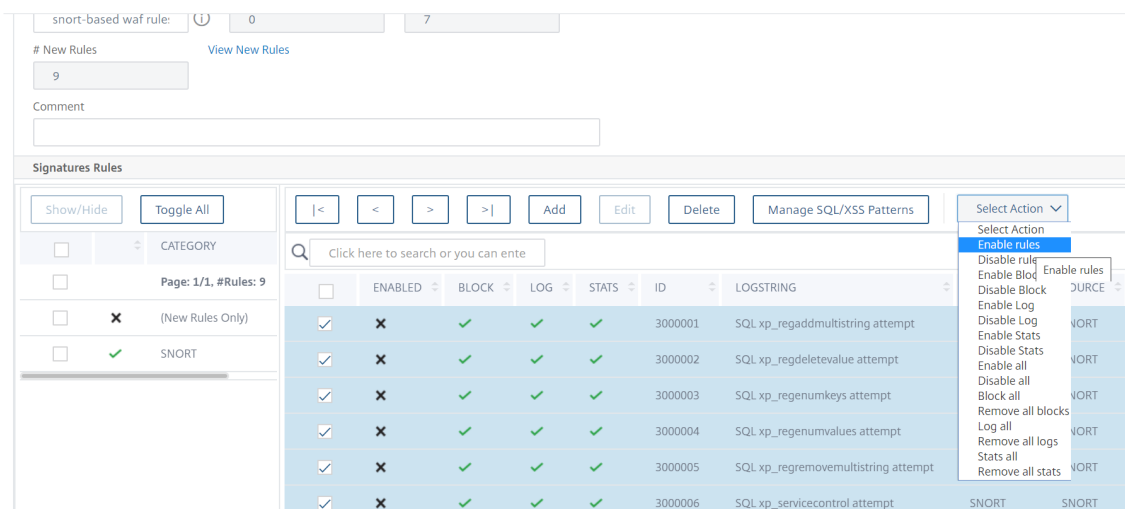 snort-based waf rule:
0
7
# New Rules
View New Rules
9
Comment
Signatures Rules
Show/Hide
Toggle All
CATEGORY
Page: 1/1, #Rules: 9
(New Rules Only)
SNORT
|< < > >| Add Edit Delete Manage SQL/XSS Patterns Select Action
Click here to search or you can ente
Select Action
Enable rules
Disable
Enable
Enable rules
Disable Block
Enable Log
Disable Log
Enable Stats
Disable Stats
Enable all
Disable all
Block all
Remove all blocks
Log all
Remove all logs
Stats all
Remove all stats
ENABLED BLOCK LOG STATS ID LOGSTRING
3000001 SQL xp_regaddmultistring attempt
3000002 SQL xp_regdeletevalue attempt
3000003 SQL xp_regenumkeys attempt
3000004 SQL xp_regenumvalues attempt
3000005 SQL xp_regremovemultistring attempt
3000006 SQL xp_servicecontrol attempt SNORT SNORT